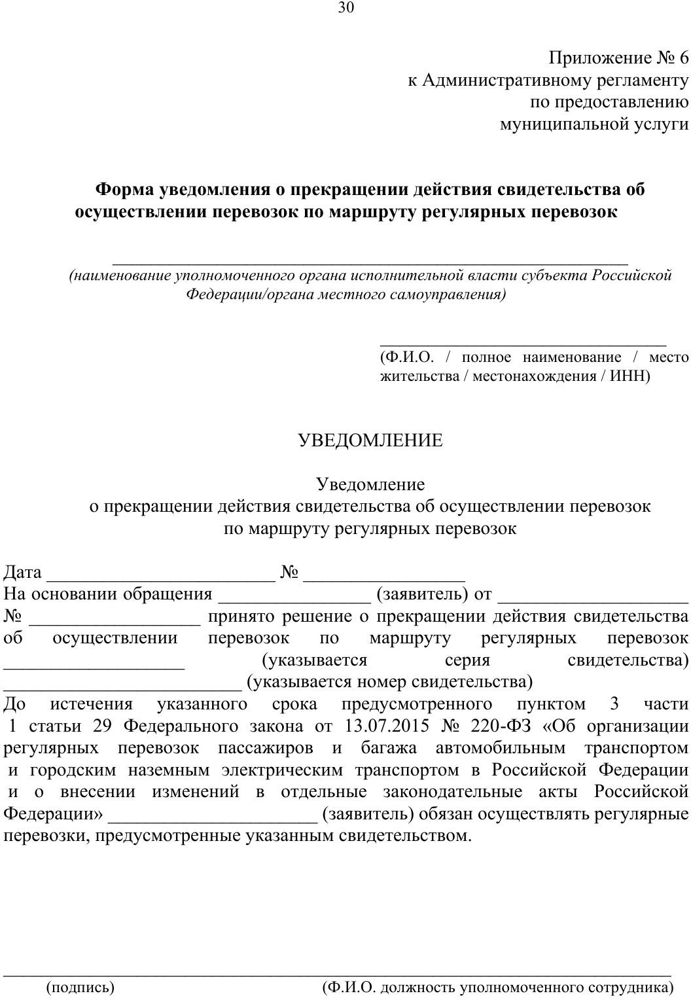 30
Приложение № 6
к Административному регламенту
по предоставлению
муниципальной услуги
Форма уведомления о прекращении действия свидетельства об
осуществлении перевозок по маршруту регулярных перевозок
______________________________________________________
(наименование уполномоченного органа исполнительной власти субъекта Российской
Федерации/органа местного самоуправления)
______________________________
(Ф.И.О. / полное наименование / место
жительства / местонахождения / ИНН)
УВЕДОМЛЕНИЕ
Уведомление
о прекращении действия свидетельства об осуществлении перевозок
по маршруту регулярных перевозок
Дата ________________________ № _________________
На основании обращения ________________ (заявитель) от ____________________
№ __________________ принято решение о прекращении действия свидетельства
об осуществлении перевозок по маршруту регулярных перевозок
___________________ (указывается серия свидетельства)
_________________________ (указывается номер свидетельства)
До истечения указанного срока предусмотренного пунктом 3 части
1 статьи 29 Федерального закона от 13.07.2015 № 220-ФЗ «Об организации
регулярных перевозок пассажиров и багажа автомобильным транспортом
и городским наземным электрическим транспортом в Российской Федерации
и о внесении изменений в отдельные законодательные акты Российской
Федерации» ______________________ (заявитель) обязан осуществлять регулярные
перевозки, предусмотренные указанным свидетельством.
______________________________________________________________________
(подпись) (Ф.И.О. должность уполномоченного сотрудника)